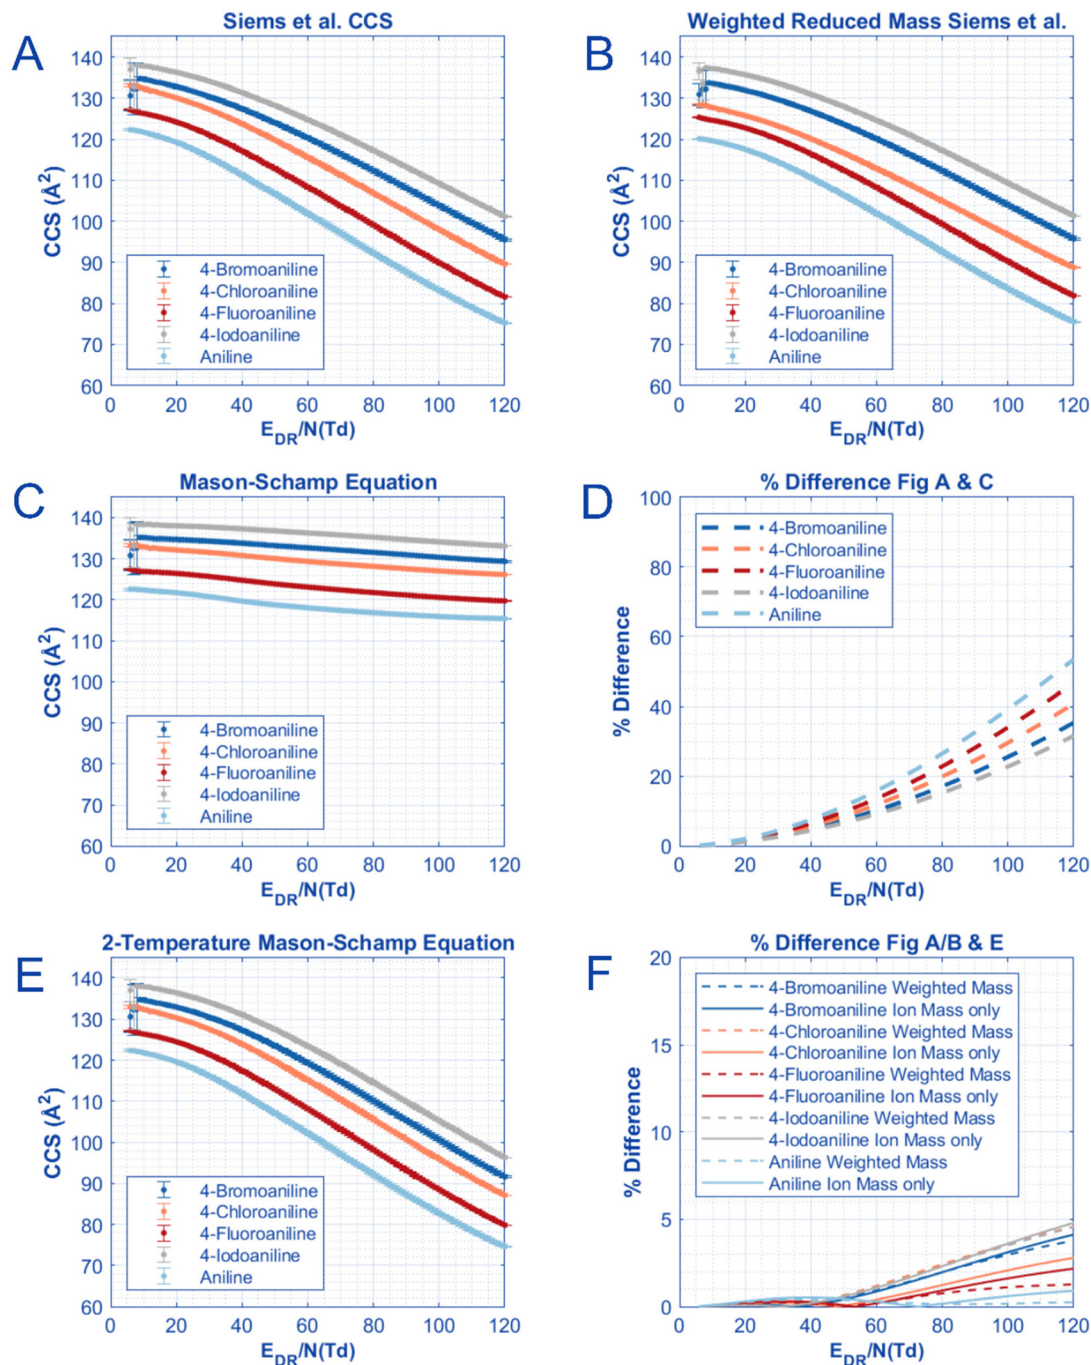 A
Siems et al. CCS
CCS (Å²)
140
130
120
110
100
90
80
70
60
4-Bromoaniline
4-Chloroaniline
4-Fluoroaniline
4-Iodoaniline
Aniline
0 20 40 60 80 100 120
E_DR/N(Td)
B
Weighted Reduced Mass Siems et al.
CCS (Å²)
140
130
120
110
100
90
80
70
60
4-Bromoaniline
4-Chloroaniline
4-Fluoroaniline
4-Iodoaniline
Aniline
0 20 40 60 80 100 120
E_DR/N(Td)
C
Mason-Schamp Equation
CCS (Å²)
140
130
120
110
100
90
80
70
60
4-Bromoaniline
4-Chloroaniline
4-Fluoroaniline
4-Iodoaniline
Aniline
0 20 40 60 80 100 120
E_DR/N(Td)
D
% Difference Fig A & C
% Difference
100
80
60
40
20
0
4-Bromoaniline
4-Chloroaniline
4-Fluoroaniline
4-Iodoaniline
Aniline
0 20 40 60 80 100 120
E_DR/N(Td)
E
2-Temperature Mason-Schamp Equation
CCS (Å²)
140
130
120
110
100
90
80
70
60
4-Bromoaniline
4-Chloroaniline
4-Fluoroaniline
4-Iodoaniline
Aniline
0 20 40 60 80 100 120
E_DR/N(Td)
F
% Difference Fig A/B & E
% Difference
20
15
10
5
0
4-Bromoaniline Weighted Mass
4-Bromoaniline Ion Mass only
4-Chloroaniline Weighted Mass
4-Chloroaniline Ion Mass only
4-Fluoroaniline Weighted Mass
4-Fluoroaniline Ion Mass only
4-Iodoaniline Weighted Mass
4-Iodoaniline Ion Mass only
Aniline Weighted Mass
Aniline Ion Mass only
0 20 40 60 80 100 120
E_DR/N(Td)